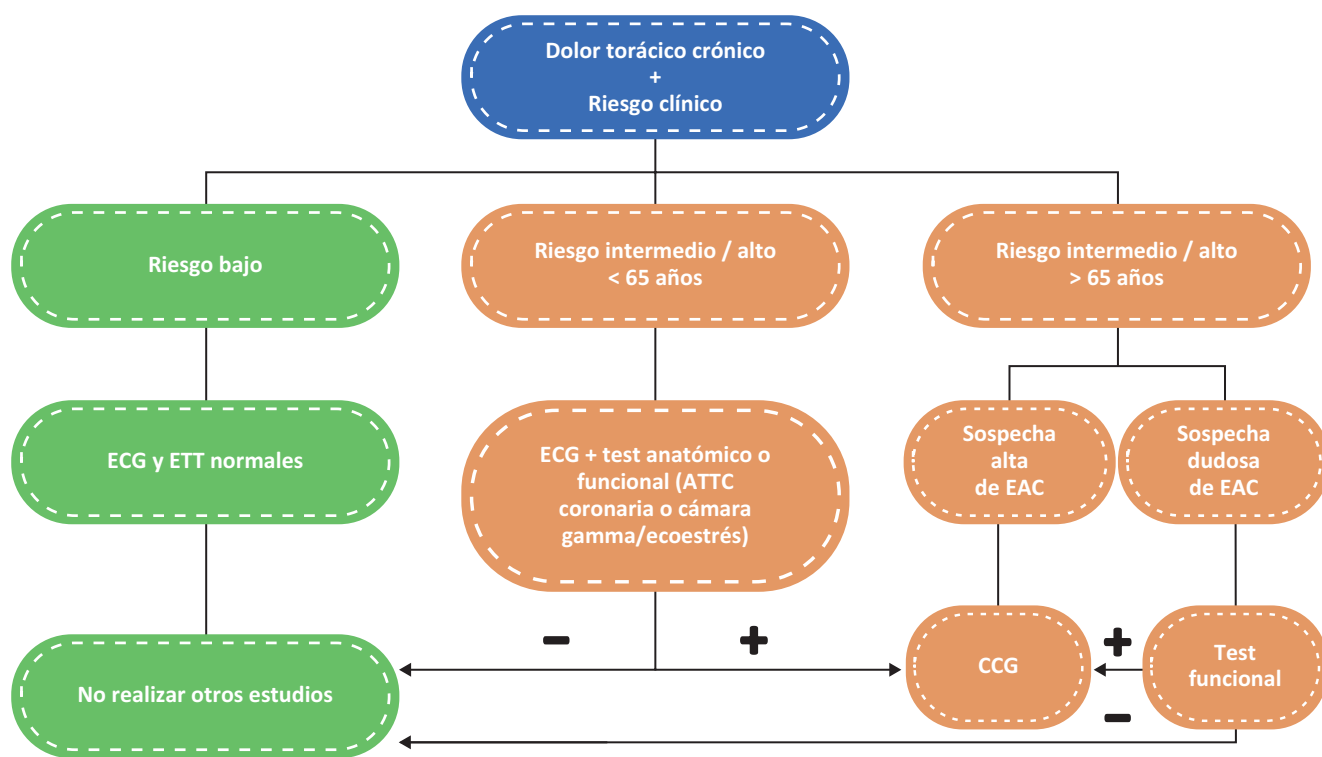 Dolor torácico crónico
+
Riesgo clínico
Riesgo bajo
Riesgo intermedio / alto
< 65 años
Riesgo intermedio / alto
> 65 años
ECG y ETT normales
ECG + test anatómico o
funcional (ATTC
coronaria o cámara
gamma/ecoestrés)
Sospecha
alta
de EAC
Sospecha
dudosa
de EAC
No realizar otros estudios
−
+
CCG
+
−
Test
funcional